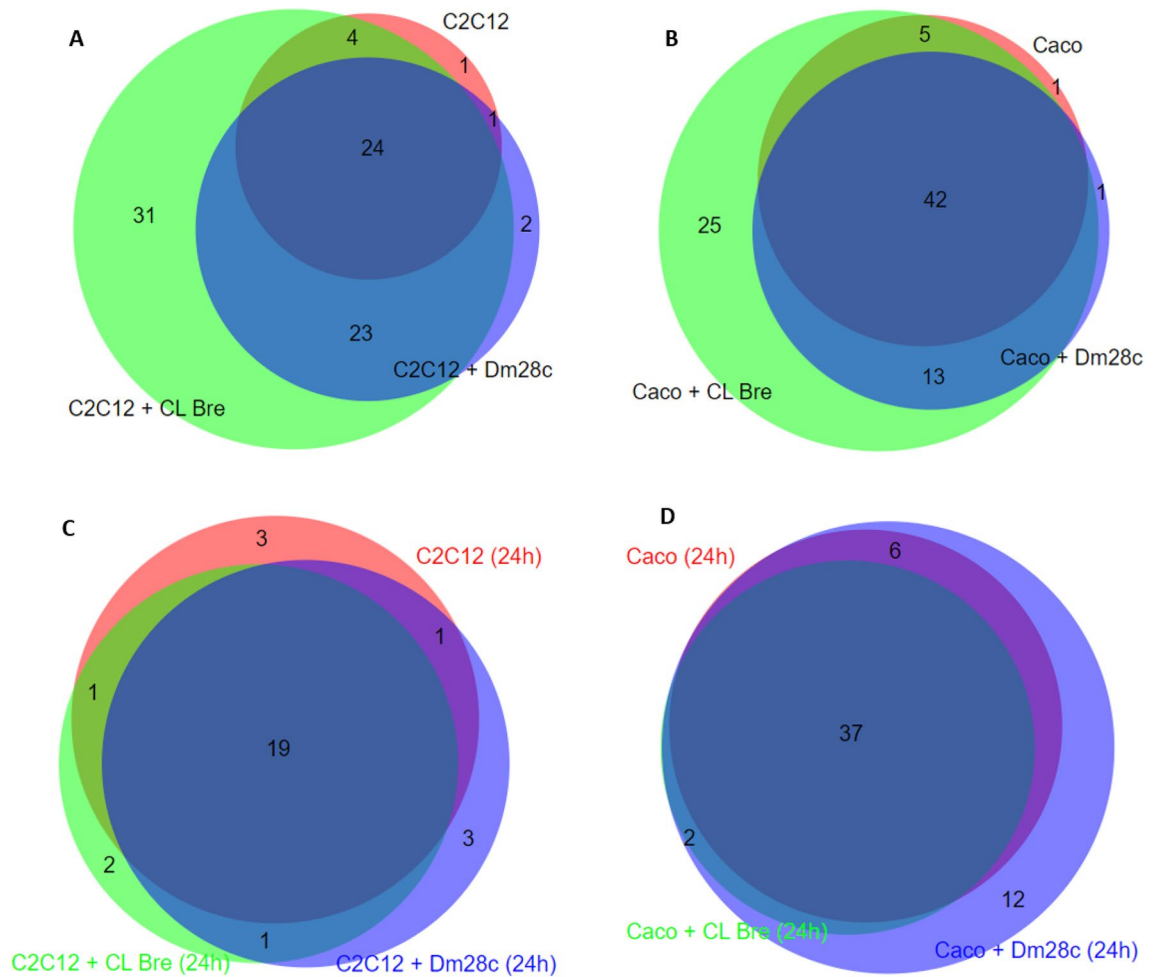 A
C2C12
4
1
1
24
31
2
23
C2C12 + Dm28c
C2C12 + CL Bre
B
5
Caco
1
1
42
25
Caco + Dm28c
13
Caco + CL Bre
C
3
C2C12 (24h)
1
1
19
3
2
1
C2C12 + CL Bre (24h)
C2C12 + Dm28c (24h)
D
6
Caco (24h)
37
2
12
Caco + CL Bre (24h)
Caco + Dm28c (24h)